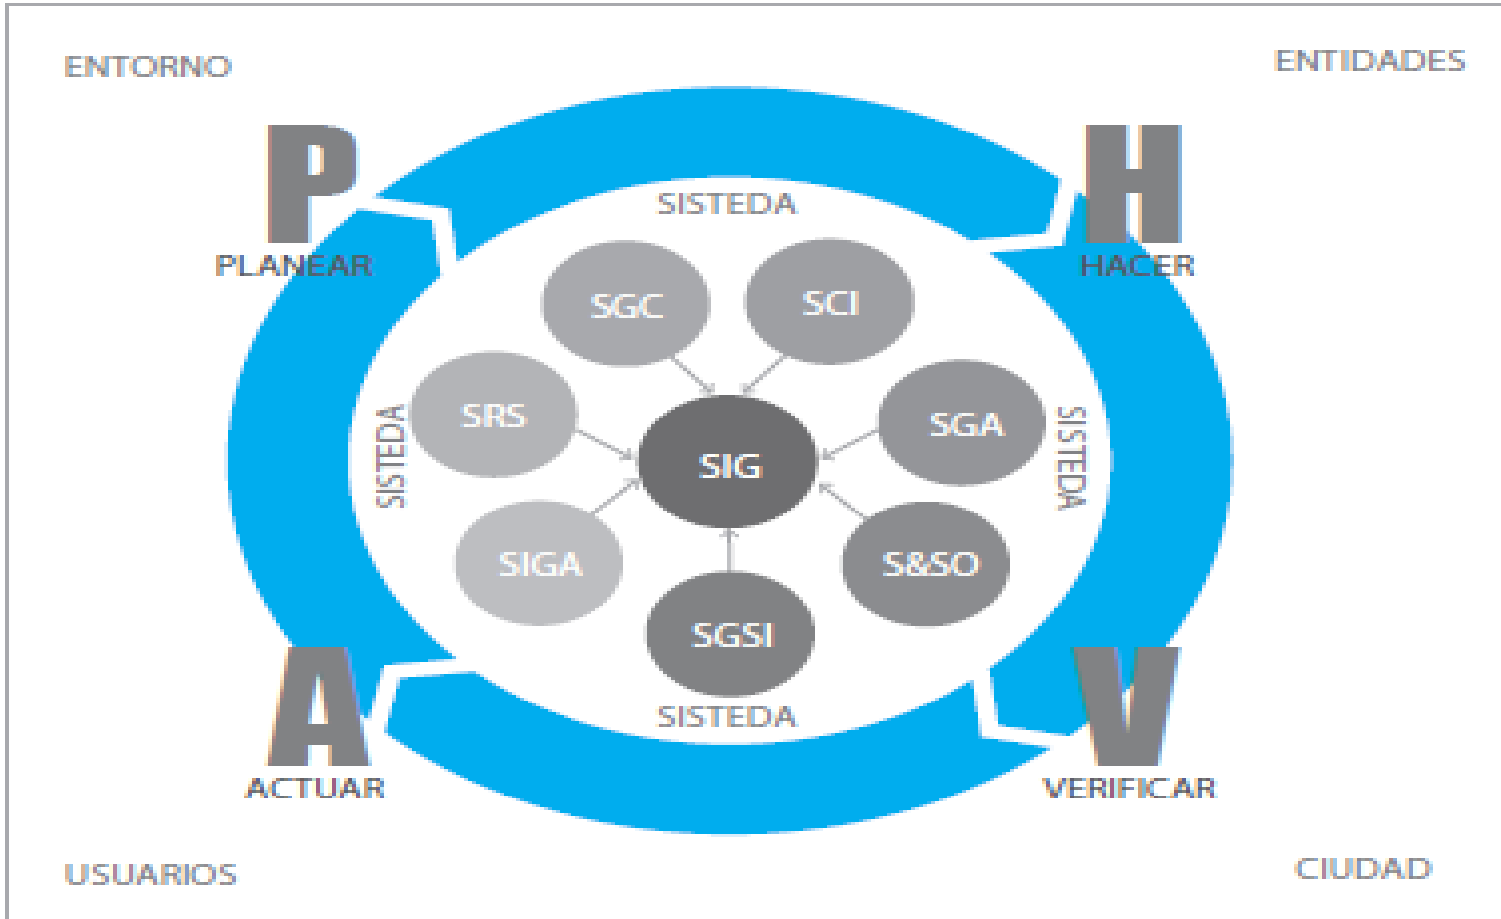 ENTORNO
ENTIDADES
P
PLANEAR
H
HACER
SISTEDA
SGC
SCI
SRS
SGA
SISTEDA
SIG
SISTEDA
SIGA
S&SO
SGSI
SISTEDA
A
ACTUAR
V
VERIFICAR
USUARIOS
CIUDAD